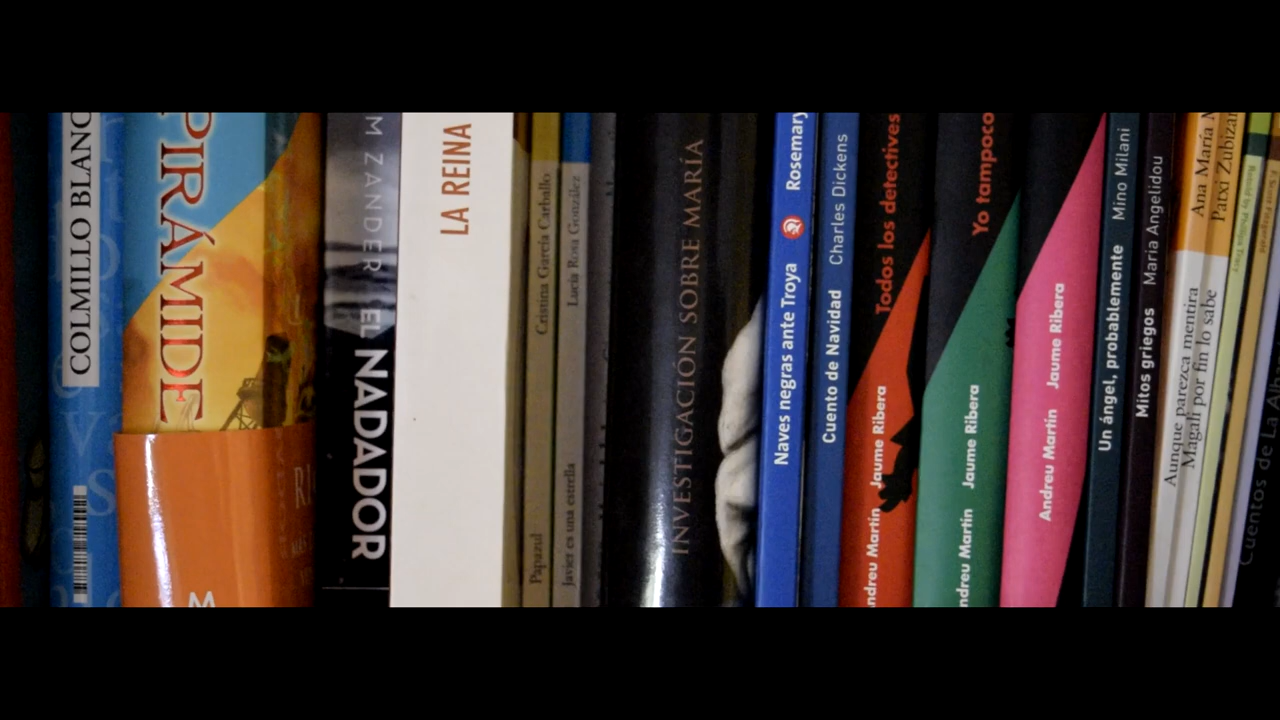 COLMILLO BLANC
PIRÁMIDE
M
M ZANDER EL NADADOR
LA REINA
Papazul Cristina García Carballo
Javier es una estrella Lucía Rosa González
INVESTIGACIÓN SOBRE MARÍA
Naves negras ante Troya Rosemary
Cuento de Navidad Charles Dickens
Todos los detectives
Andreu Martín Jaume Ribera
Yo tampoco
Andreu Martín Jaume Ribera
Andreu Martín Jaume Ribera
Un ángel, probablemente Mino Milani
Mitos griegos Maria Angelidou
Aunque parezca mentira Ana María
Magalí por fin lo sabe Patxi Zubizar
Cuentos de La Alha